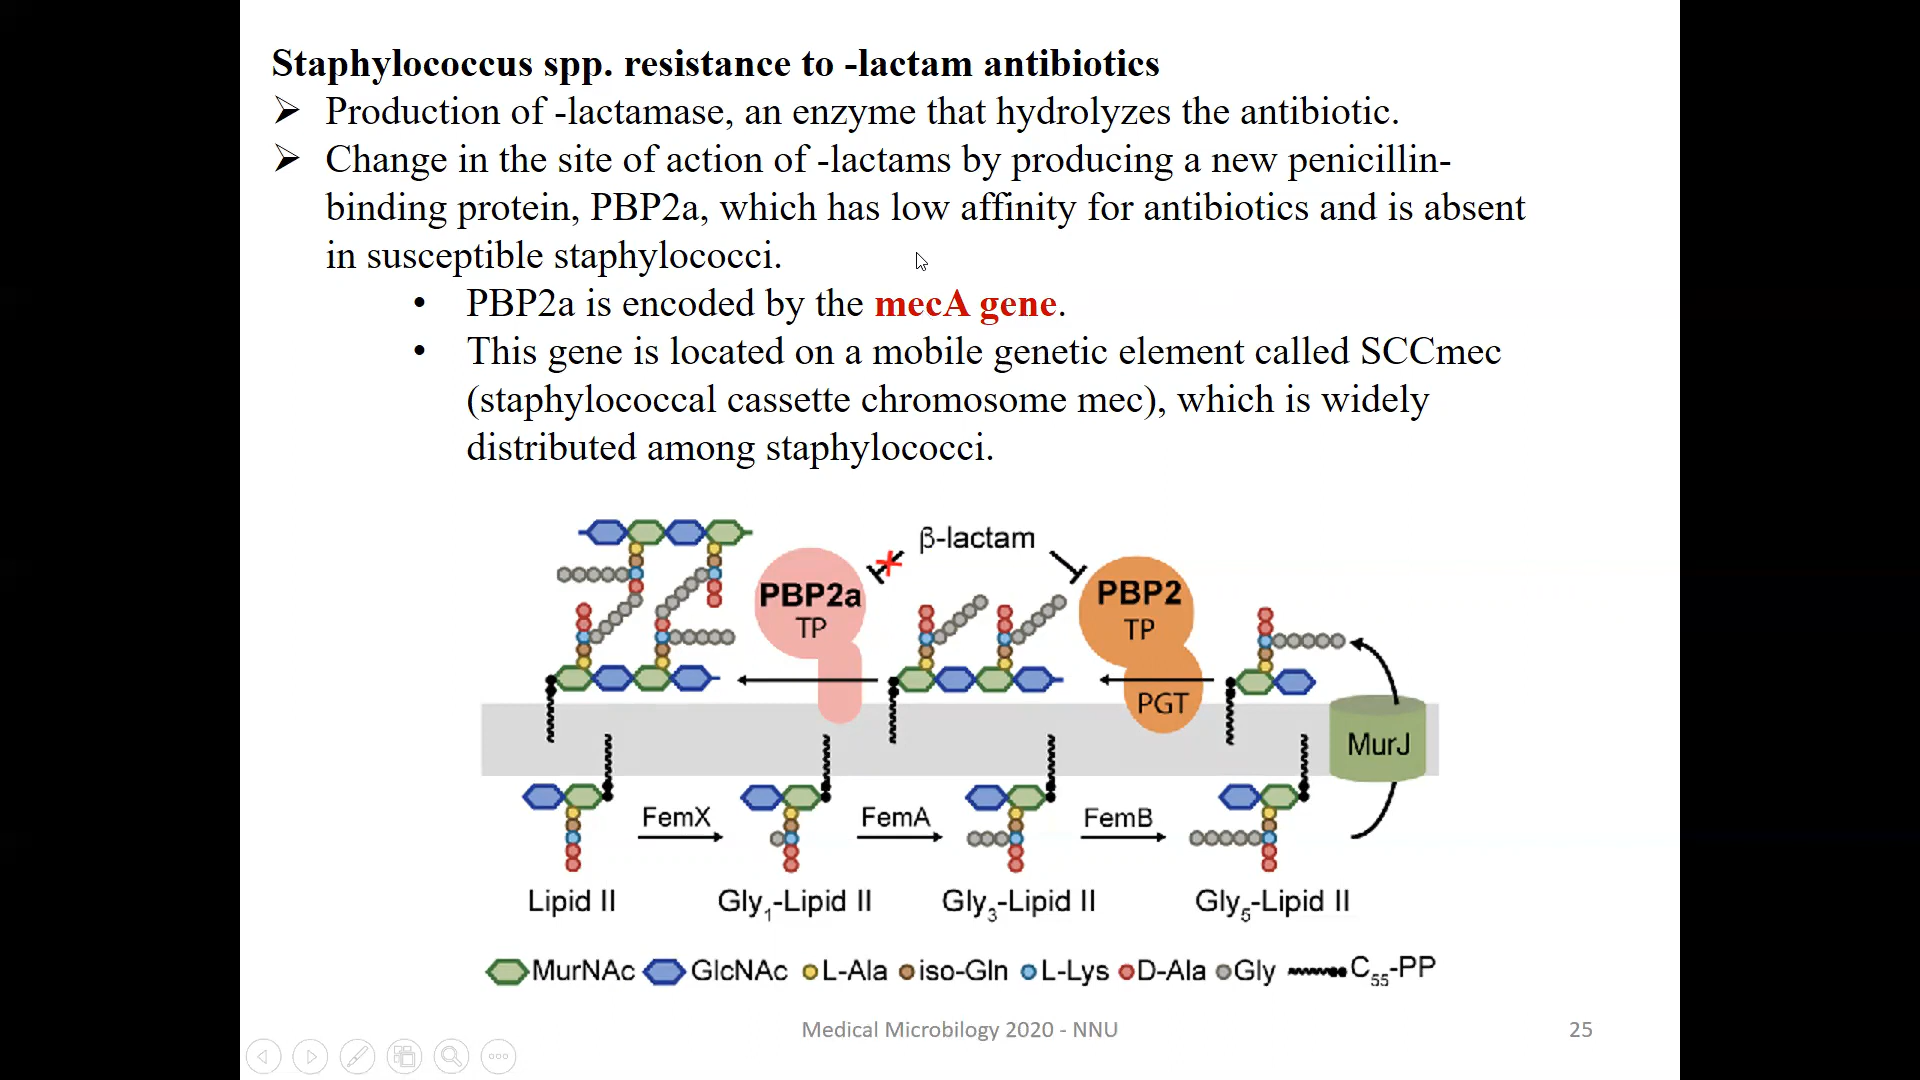 Staphylococcus spp. resistance to -lactam antibiotics
➢ Production of -lactamase, an enzyme that hydrolyzes the antibiotic.
➢ Change in the site of action of -lactams by producing a new penicillin-
binding protein, PBP2a, which has low affinity for antibiotics and is absent
in susceptible staphylococci.
• PBP2a is encoded by the mecA gene.
• This gene is located on a mobile genetic element called SCCmec
(staphylococcal cassette chromosome mec), which is widely
distributed among staphylococci.
β-lactam
PBP2a
TP
PBP2
TP
PGT
MurJ
FemX
FemA
FemB
Lipid II
Gly₁-Lipid II
Gly₃-Lipid II
Gly₅-Lipid II
MurNAc GlcNAc L-Ala iso-Gln L-Lys D-Ala Gly C₅₅-PP
Medical Microbilogy 2020 - NNU
25